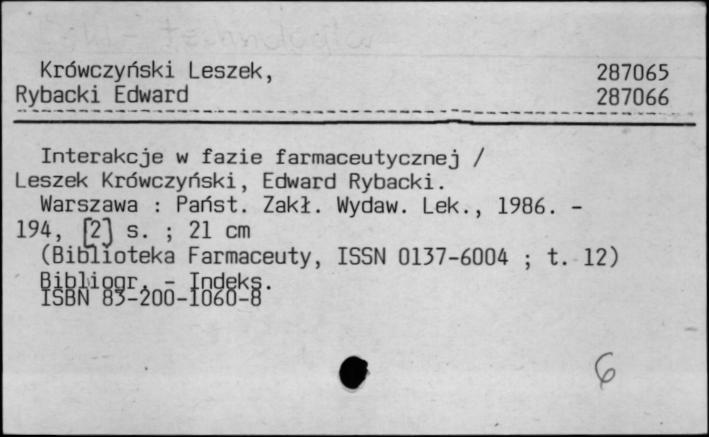 technologia
Krówczyński Leszek, 287065
Rybacki Edward 287066
Interakcje w fazie farmaceutycznej /
Leszek Krówczyński, Edward Rybacki.
Warszawa : Państ. Zakł. Wydaw. Lek., 1986. -
194, [2] s. ; 21 cm
(Biblioteka Farmaceuty, ISSN 0137-6004 ; t. 12)
Bibliogr. - Indeks.
ISBN 83-200-1060-8
6